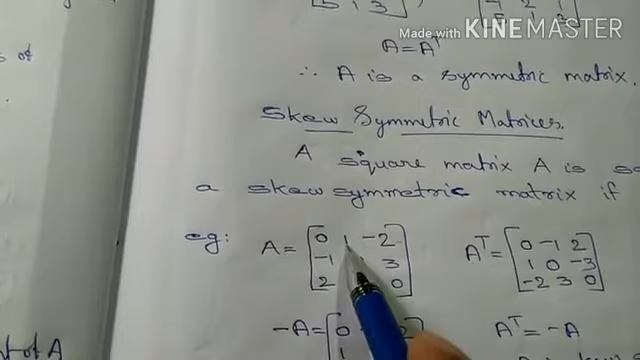 Made with KINEMASTER
A=Aᵀ
s of
∴ A is a symmetric matrix.
Skew Symmetric Matrices.
A square matrix A is
a skew symmetric matrix if
eg: A = [0 1 -2   Aᵀ = [0 -1 2
-1 3   1 0 -3
2 0]   -2 3 0]
-A = [0   Aᵀ = -A
of A